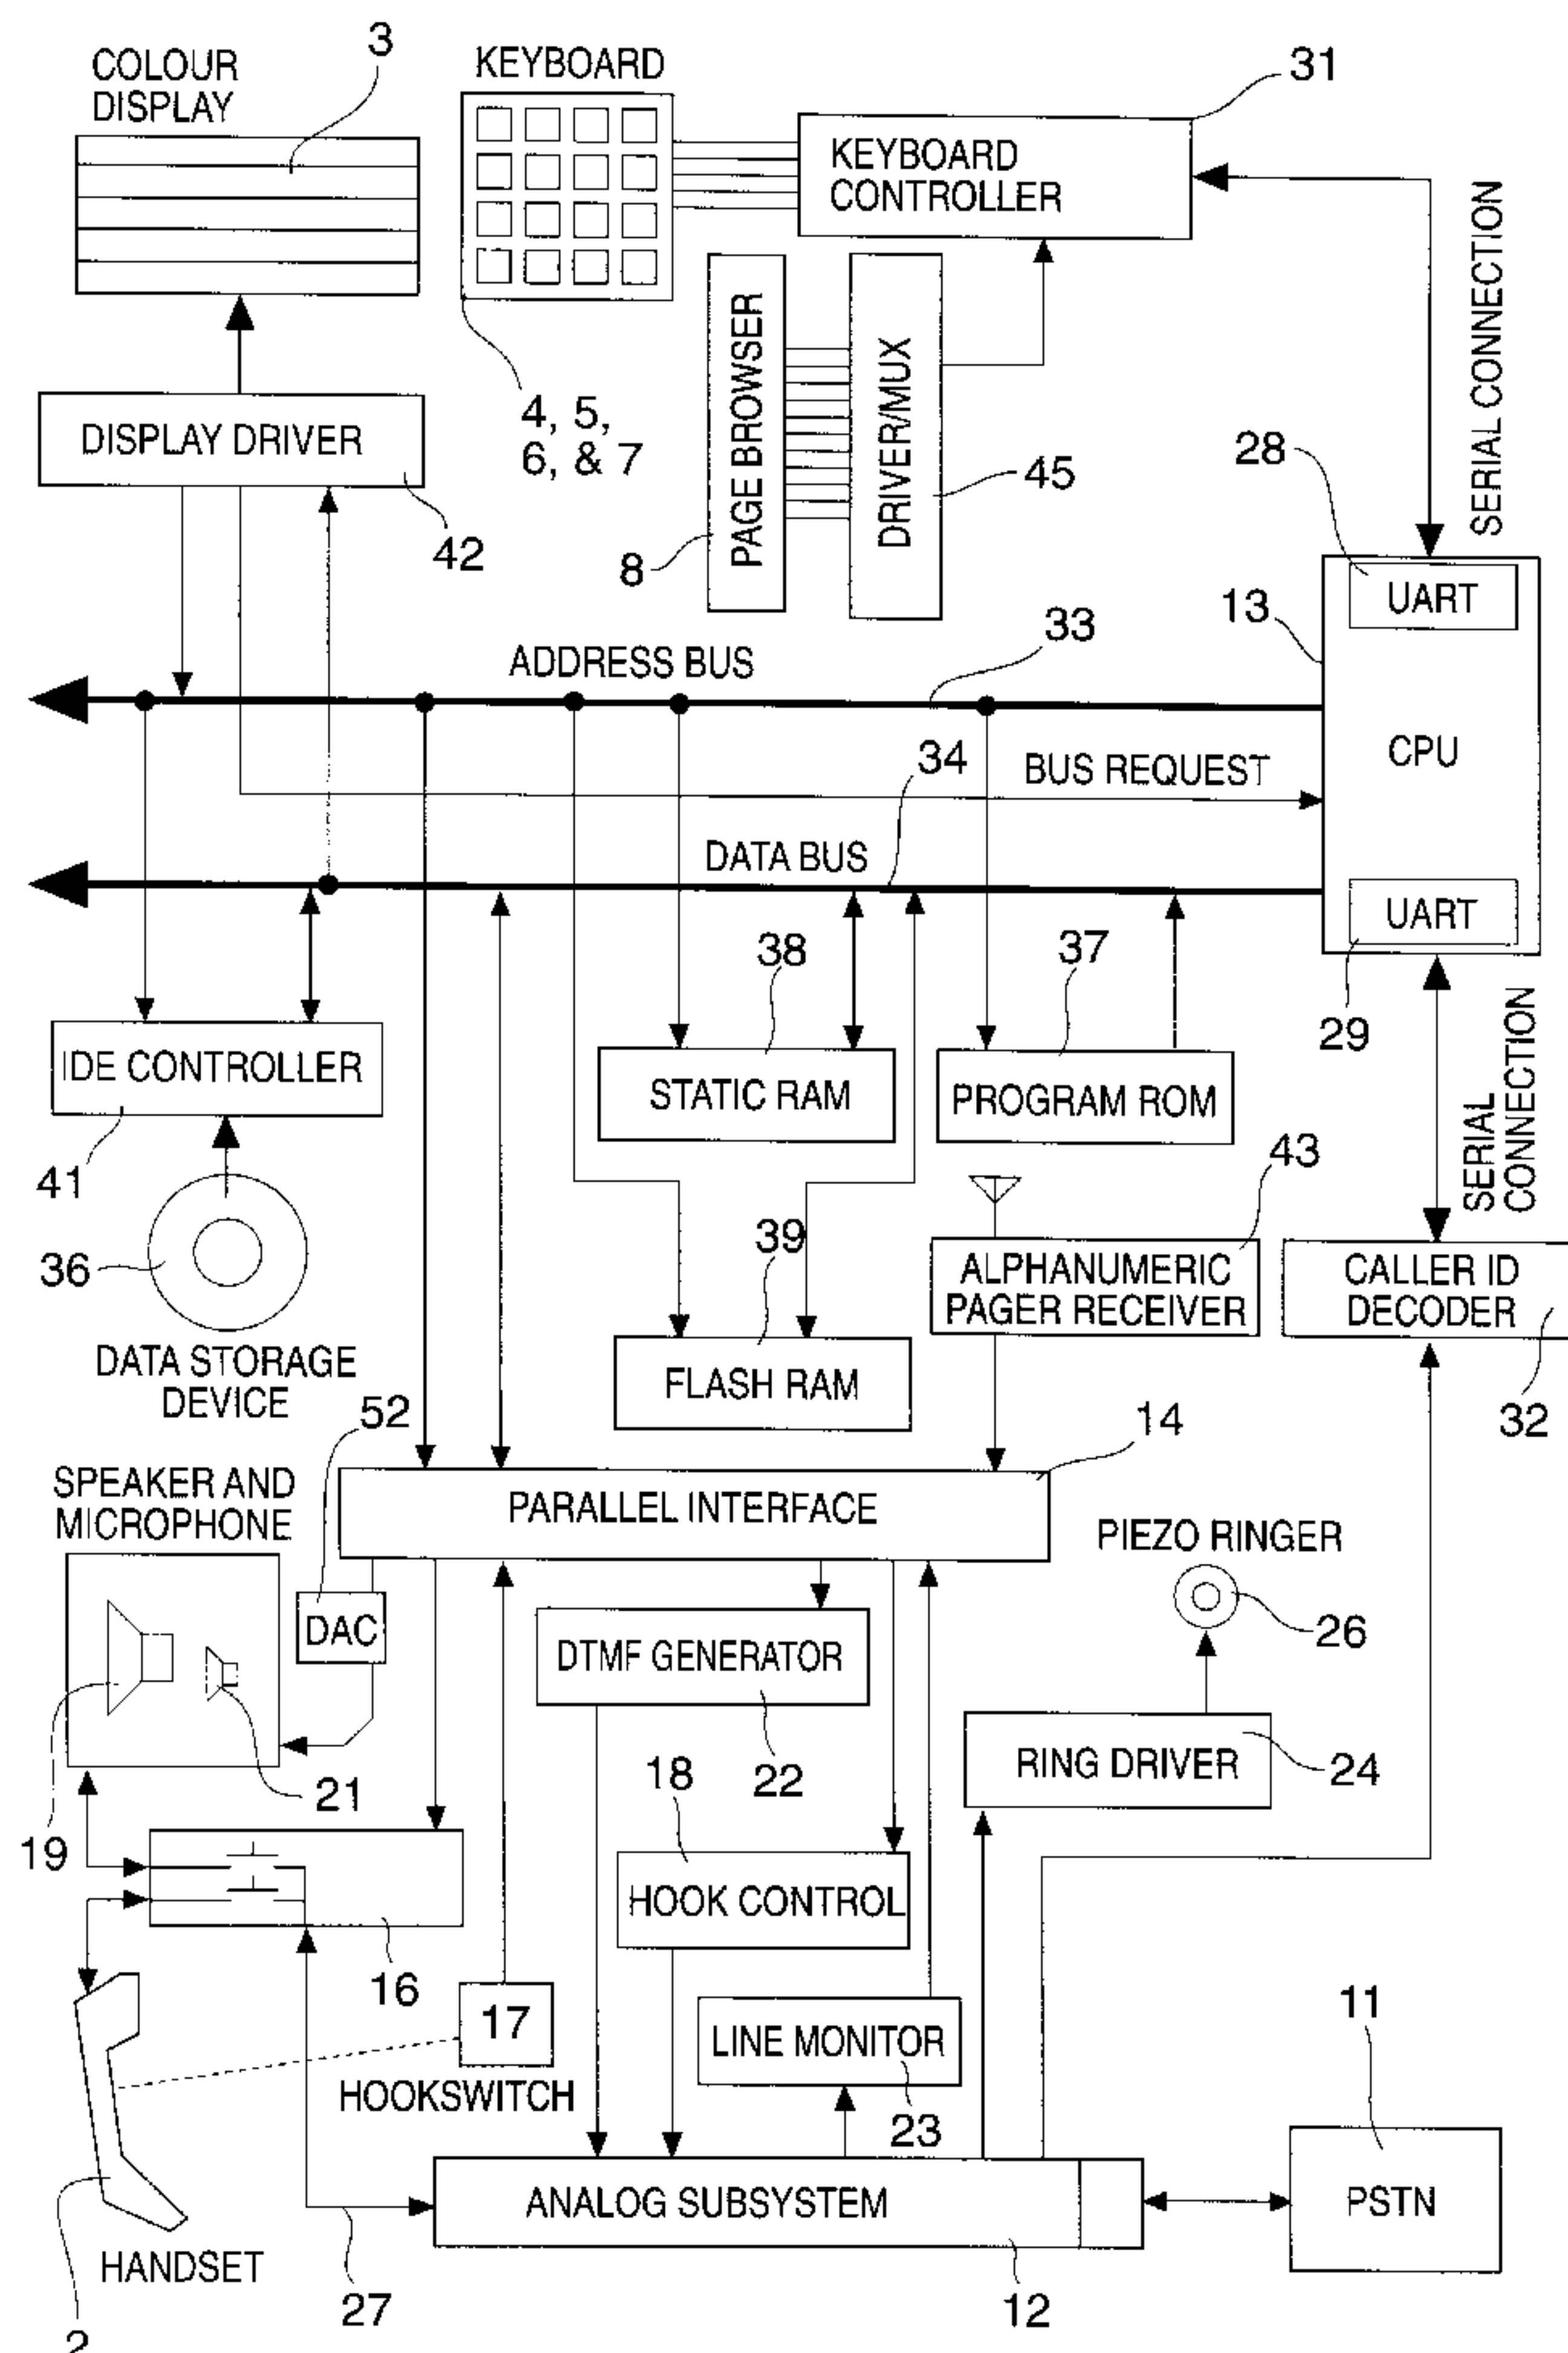 COLOUR
DISPLAY
3
KEYBOARD
31
KEYBOARD
CONTROLLER
SERIAL CONNECTION
DISPLAY DRIVER
42
4, 5,
6, & 7
PAGE BROWSER
8
DRIVER/MUX
45
28
UART
13
33
ADDRESS BUS
CPU
34
BUS REQUEST
DATA BUS
UART
29
38
37
IDE CONTROLLER
41
STATIC RAM
PROGRAM ROM
SERIAL
CONNECTION
43
36
39
ALPHANUMERIC
PAGER RECEIVER
CALLER ID
DECODER
32
DATA STORAGE
DEVICE
FLASH RAM
52
14
SPEAKER AND
MICROPHONE
PARALLEL INTERFACE
PIEZO RINGER
26
DAC
DTMF GENERATOR
22
19
21
18
RING DRIVER
24
HOOK CONTROL
16
17
HOOKSWITCH
LINE MONITOR
23
11
ANALOG SUBSYSTEM
12
PSTN
HANDSET
27
2